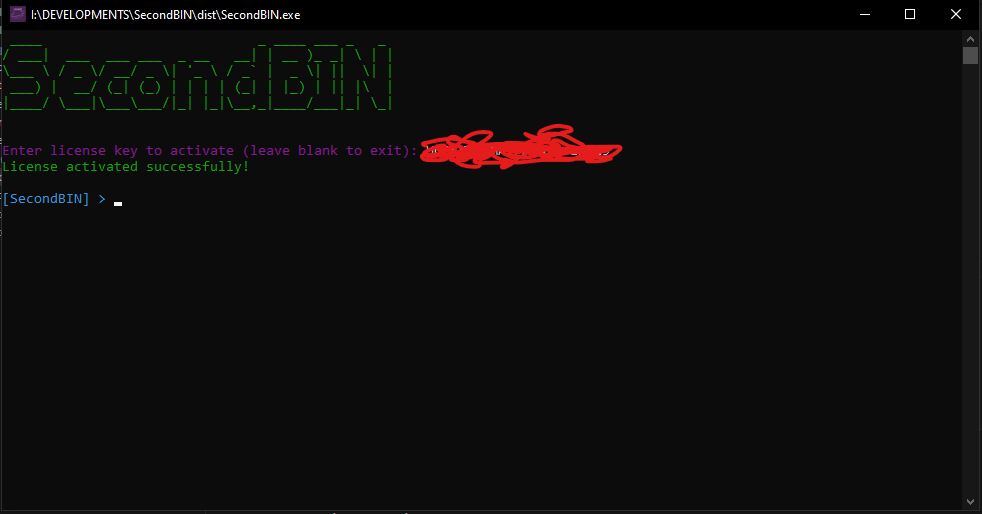 I:\DEVELOPMENTS\SecondBIN\dist\SecondBIN.exe
SecondBIN
Enter license key to activate (leave blank to exit):
License activated successfully!
[SecondBIN] >